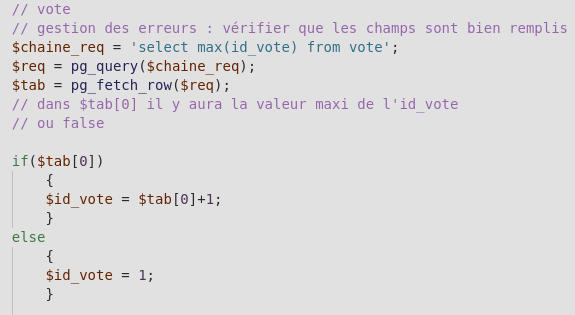 // vote
// gestion des erreurs : vérifier que les champs sont bien remplis
$chaine_req = 'select max(id_vote) from vote';
$req = pg_query($chaine_req);
$tab = pg_fetch_row($req);
// dans $tab[0] il y aura la valeur maxi de l'id_vote
// ou false

if($tab[0])
    {
    $id_vote = $tab[0]+1;
    }
else
    {
    $id_vote = 1;
    }